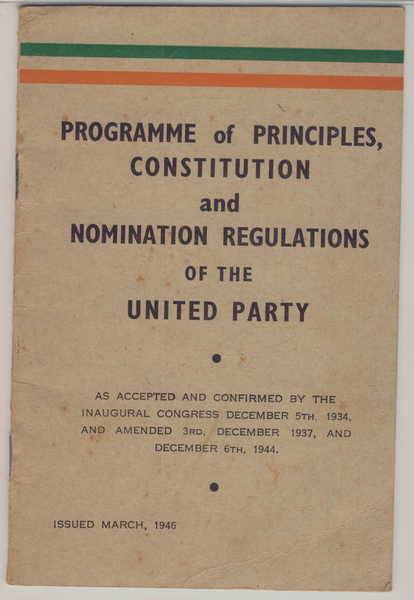 PROGRAMME of PRINCIPLES,
CONSTITUTION
and
NOMINATION REGULATIONS
OF THE
UNITED PARTY
AS ACCEPTED AND CONFIRMED BY THE
INAUGURAL CONGRESS DECEMBER 5TH, 1934,
AND AMENDED 3RD, DECEMBER 1937, AND
DECEMBER 6TH, 1944.
ISSUED MARCH, 1946